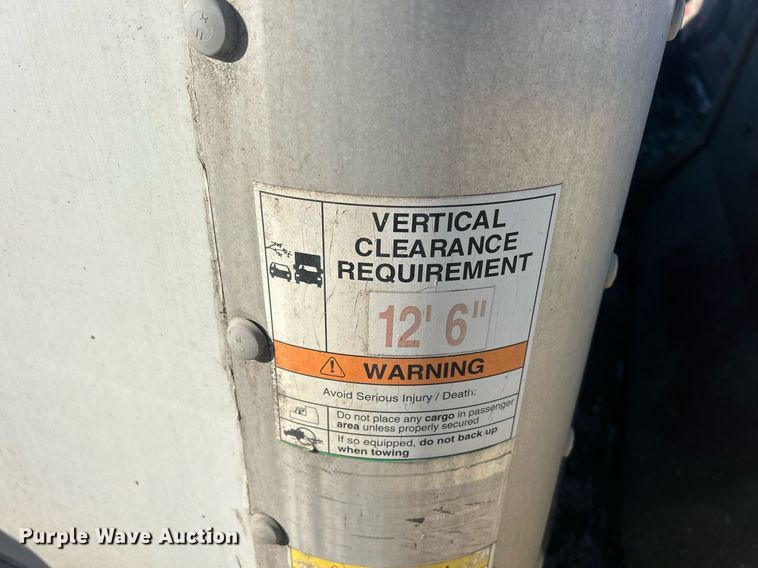 VERTICAL
CLEARANCE
REQUIREMENT
12' 6"
WARNING
Avoid Serious Injury / Death:
Do not place any cargo in passenger
area unless properly secured
If so equipped, do not back up
when towing
Purple Wave Auction